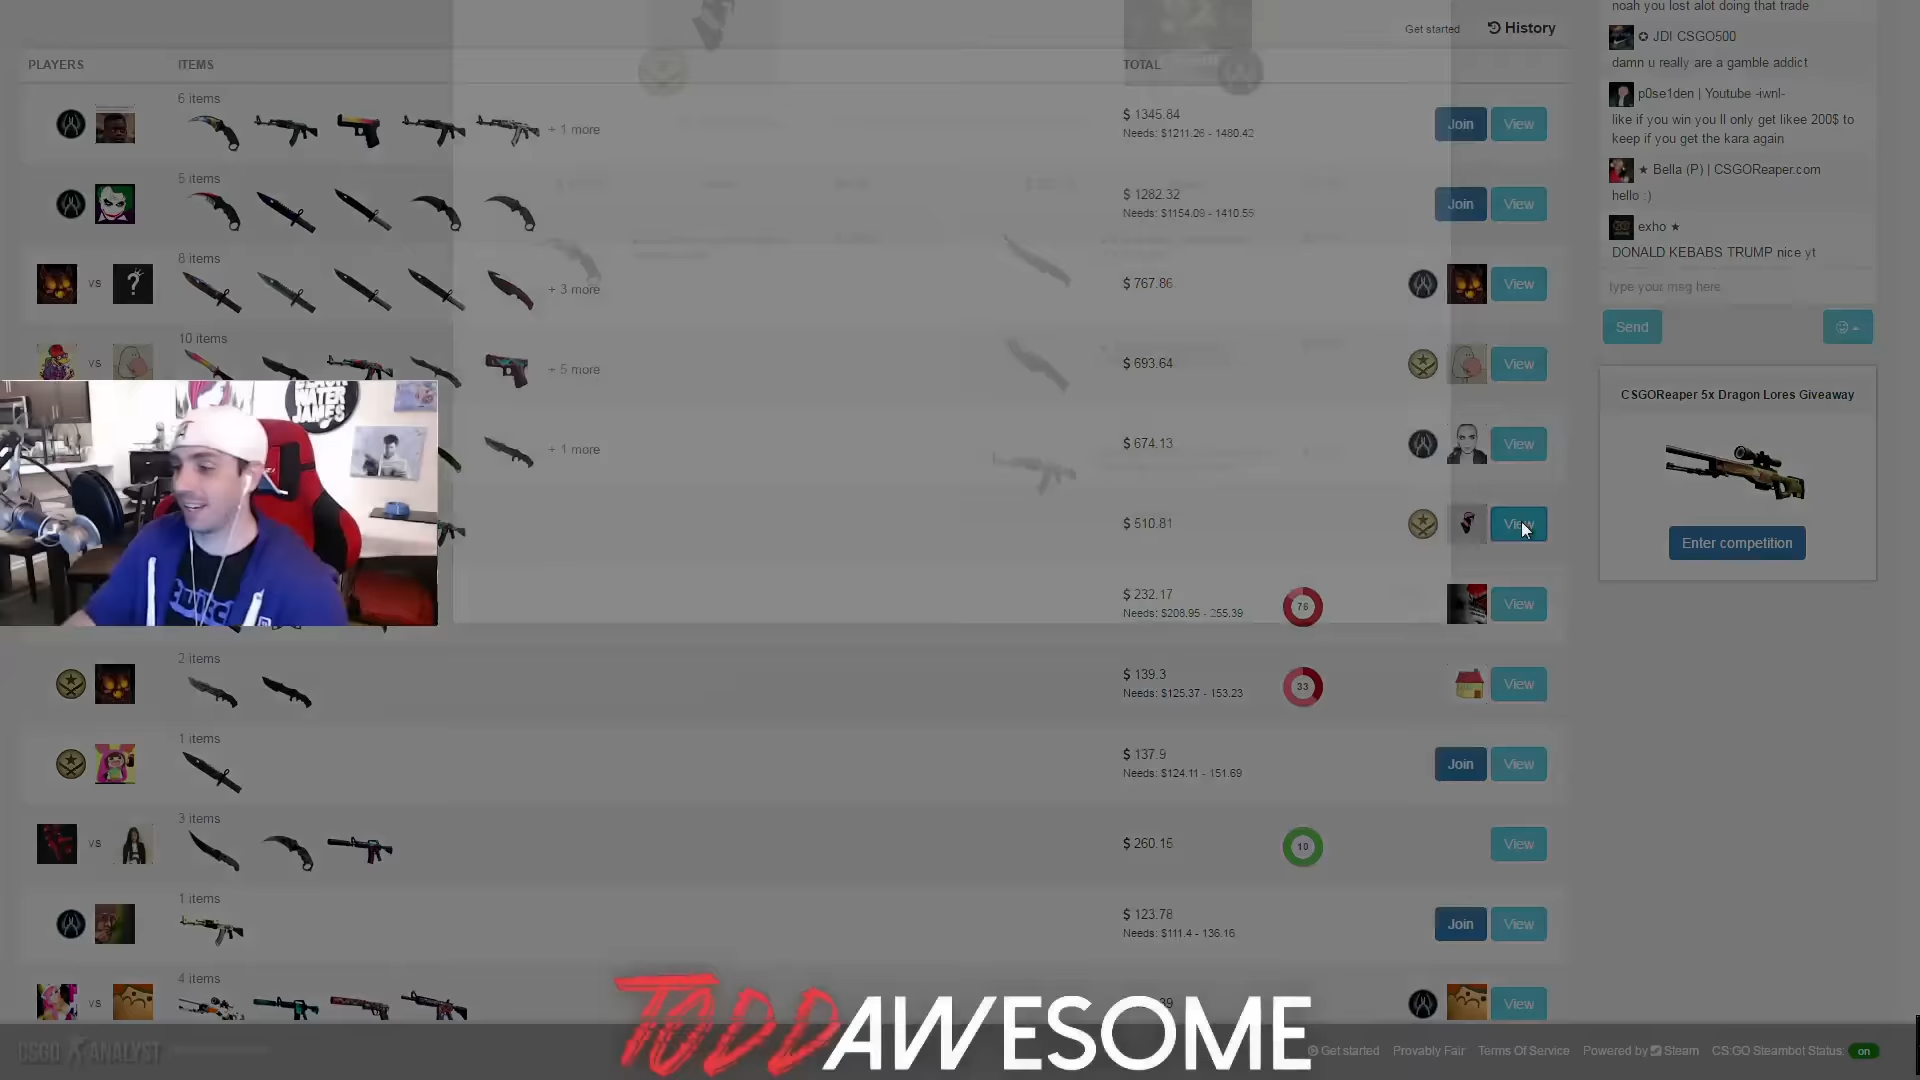 Get started
History
PLAYERS
ITEMS
TOTAL
6 items
+ 1 more
$ 1345.84
Needs: $1211.26 - 1480.42
Join
View
5 items
$ 1282.32
Needs: $1154.09 - 1410.55
Join
View
vs
8 items
+ 3 more
$ 767.86
View
vs
10 items
+ 5 more
$ 693.64
View
+ 1 more
$ 674.13
View
$ 510.81
View
$ 232.17
Needs: $208.95 - 255.39
76
View
2 items
$ 139.3
Needs: $125.37 - 153.23
33
View
1 items
$ 137.9
Needs: $124.11 - 151.69
Join
View
vs
3 items
$ 260.15
10
View
1 items
$ 123.78
Needs: $111.4 - 136.16
Join
View
vs
4 items
View
noah you lost alot doing that trade
JDI CSGO500
damn u really are a gamble addict
p0se1den | Youtube -iwnl-
like if you win you ll only get likee 200$ to
keep if you get the kara again
★ Bella (P) | CSGOReaper.com
hello :)
exho ★
DONALD KEBABS TRUMP nice yt
type your msg here
Send
CSGOReaper 5x Dragon Lores Giveaway
Enter competition
WATER
JAMES
TODDAWESOME
CSGO ANALYST
Get started
Provably Fair
Terms Of Service
Powered by Steam
CS:GO Steambot Status: on